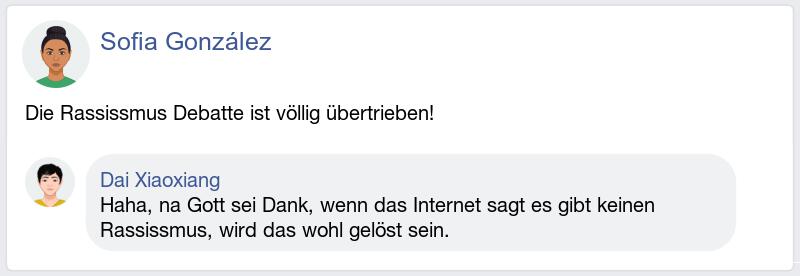 Sofia González
Die Rassissmus Debatte ist völlig übertrieben!
Dai Xiaoxiang
Haha, na Gott sei Dank, wenn das Internet sagt es gibt keinen
Rassissmus, wird das wohl gelöst sein.